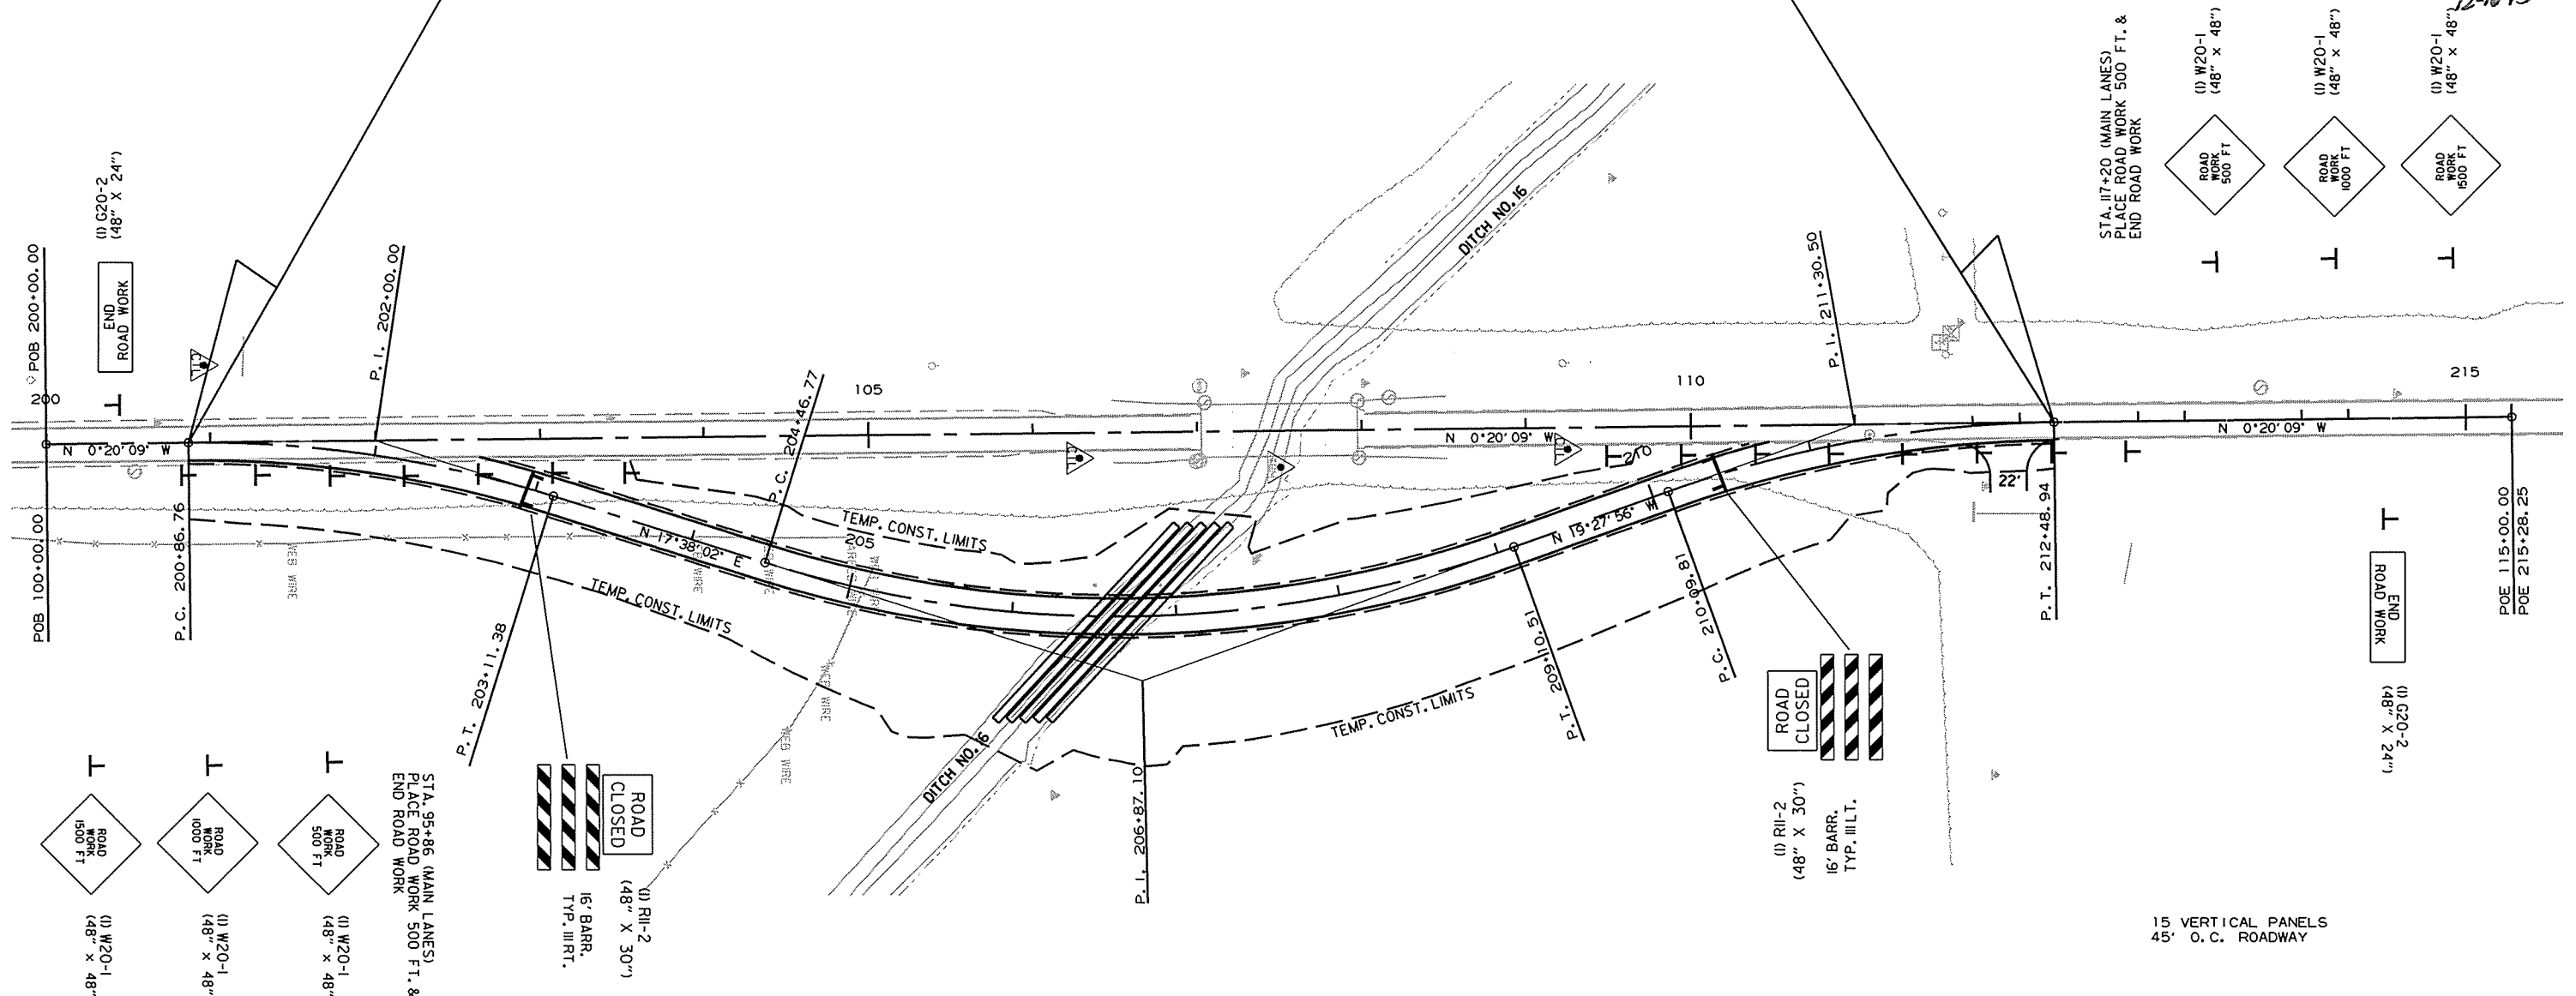 STA. 117+20 (MAIN LANES)
PLACE ROAD WORK 500 FT. &
END ROAD WORK
(1) W20-1
(48" x 48")
ROAD
WORK
500 FT
(1) W20-1
(48" x 48")
ROAD
WORK
1000 FT
(1) W20-1
(48" x 48")
ROAD
WORK
1500 FT
(1) G20-2
(48" X 24")
END
ROAD WORK
POB 200+00.00
200
POB 100+00.00
P.C. 200+86.76
N 0°20'09" W
P.I. 202+00.00
P.T. 203+11.38
N 17°38'02" E
P.C. 204+46.77
105
205
TEMP. CONST. LIMITS
TEMP. CONST. LIMITS
WEB WIRE
WIRE
WIRE
WEB WIRE
DITCH NO. 16
DITCH NO. 16
P.I. 206+87.10
N 0°20'09" W
110
210
P.I. 211+30.50
P.T. 209+10.51
N 19°27'56" W
P.C. 210+09.81
TEMP. CONST. LIMITS
22'
P.T. 212+48.94
N 0°20'09" W
215
POE 115+00.00
POE 215+28.25
END
ROAD WORK
(1) G20-2
(48" X 24")
ROAD
CLOSED
(1) R11-2
(48" X 30")
16' BARR.
TYP. III LT.
ROAD
CLOSED
(1) R11-2
(48" X 30")
16' BARR.
TYP. III RT.
STA. 95+86 (MAIN LANES)
PLACE ROAD WORK 500 FT. &
END ROAD WORK
ROAD
WORK
1500 FT
(1) W20-1
(48" x 48"
ROAD
WORK
1000 FT
(1) W20-1
(48" x 48"
ROAD
WORK
500 FT
(1) W20-1
(48" x 48"
15 VERTICAL PANELS
45' O.C. ROADWAY